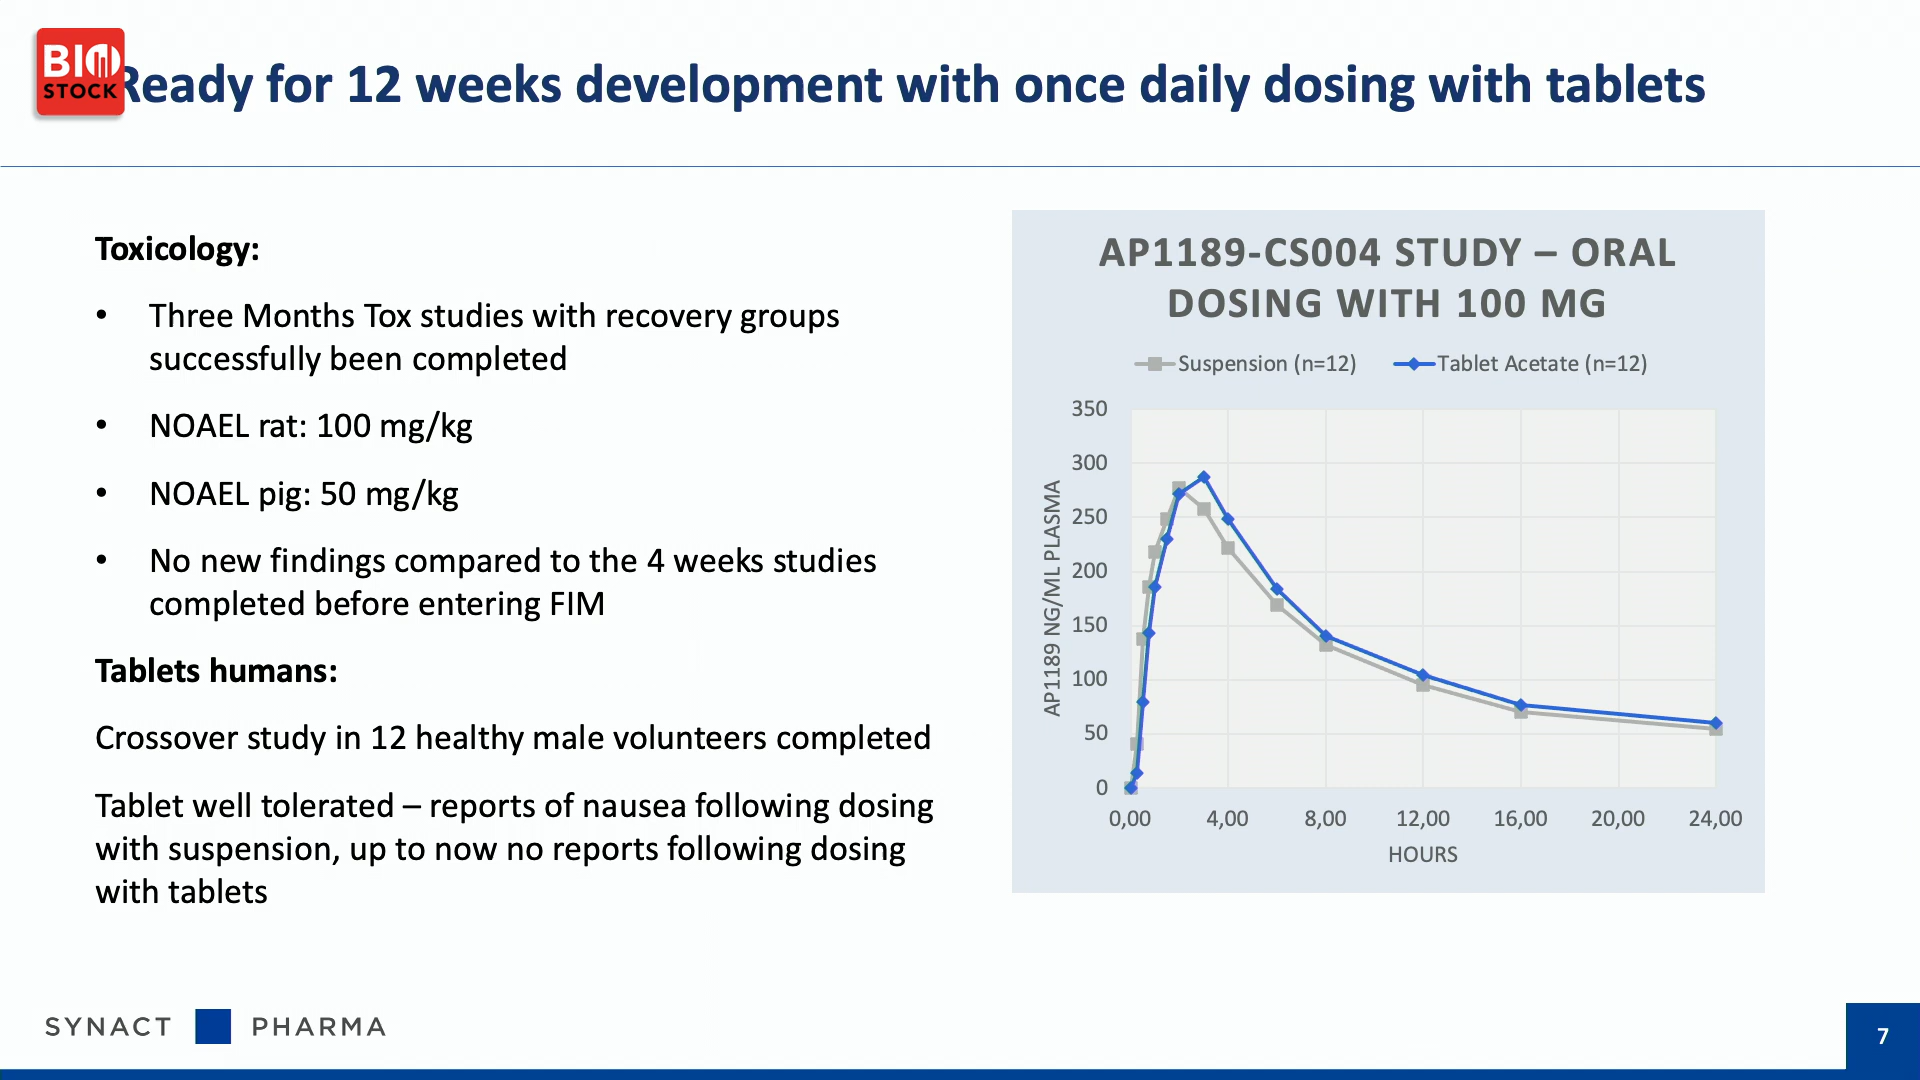 BIO
STOCK
Ready for 12 weeks development with once daily dosing with tablets
Toxicology:
• Three Months Tox studies with recovery groups
successfully been completed
• NOAEL rat: 100 mg/kg
• NOAEL pig: 50 mg/kg
• No new findings compared to the 4 weeks studies
completed before entering FIM
Tablets humans:
Crossover study in 12 healthy male volunteers completed
Tablet well tolerated – reports of nausea following dosing
with suspension, up to now no reports following dosing
with tablets
AP1189-CS004 STUDY – ORAL
DOSING WITH 100 MG
Suspension (n=12) Tablet Acetate (n=12)
AP1189 NG/ML PLASMA
350
300
250
200
150
100
50
0
0,00 4,00 8,00 12,00 16,00 20,00 24,00
HOURS
SYNACT PHARMA
7